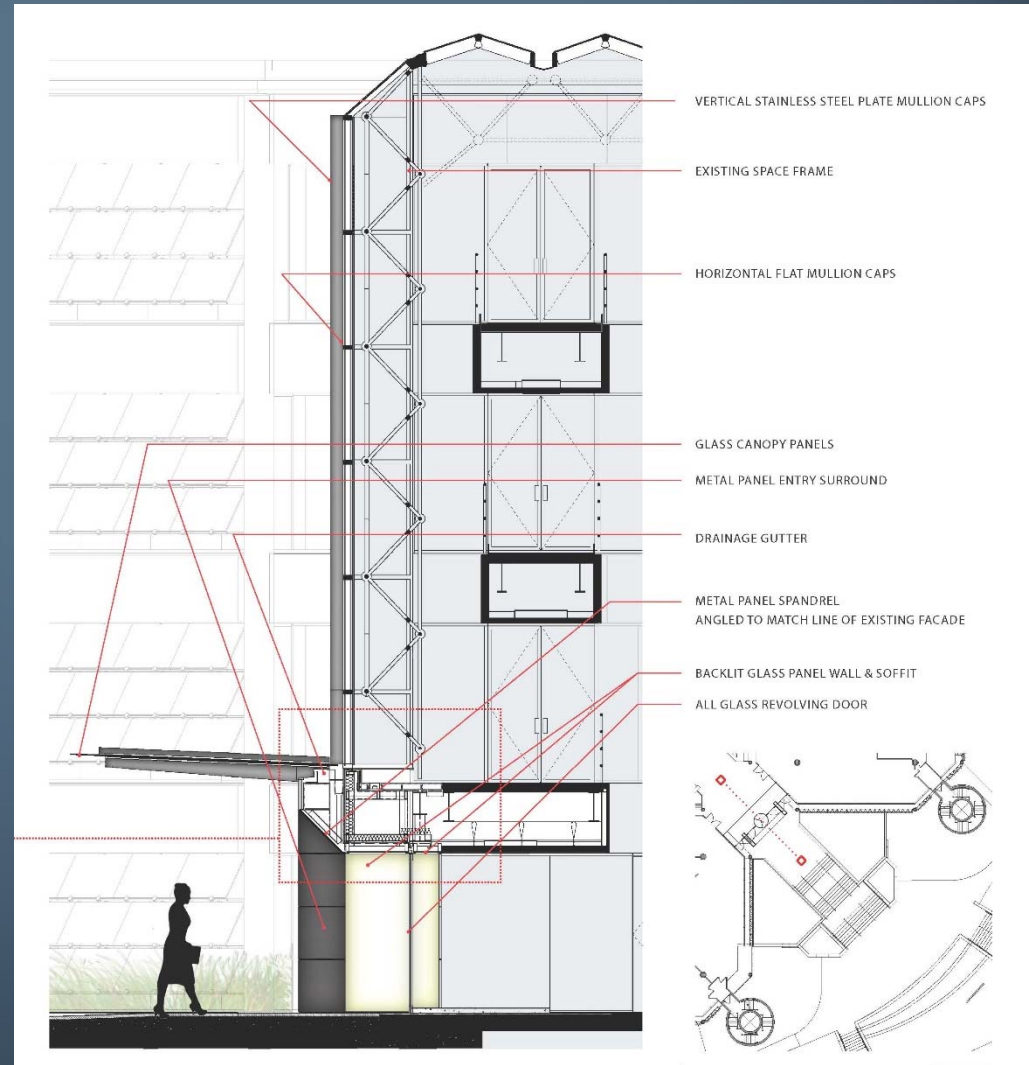 VERTICAL STAINLESS STEEL PLATE MULLION CAPS
EXISTING SPACE FRAME
HORIZONTAL FLAT MULLION CAPS
GLASS CANOPY PANELS
METAL PANEL ENTRY SURROUND
DRAINAGE GUTTER
METAL PANEL SPANDREL
ANGLED TO MATCH LINE OF EXISTING FACADE
BACKLIT GLASS PANEL WALL & SOFFIT
ALL GLASS REVOLVING DOOR